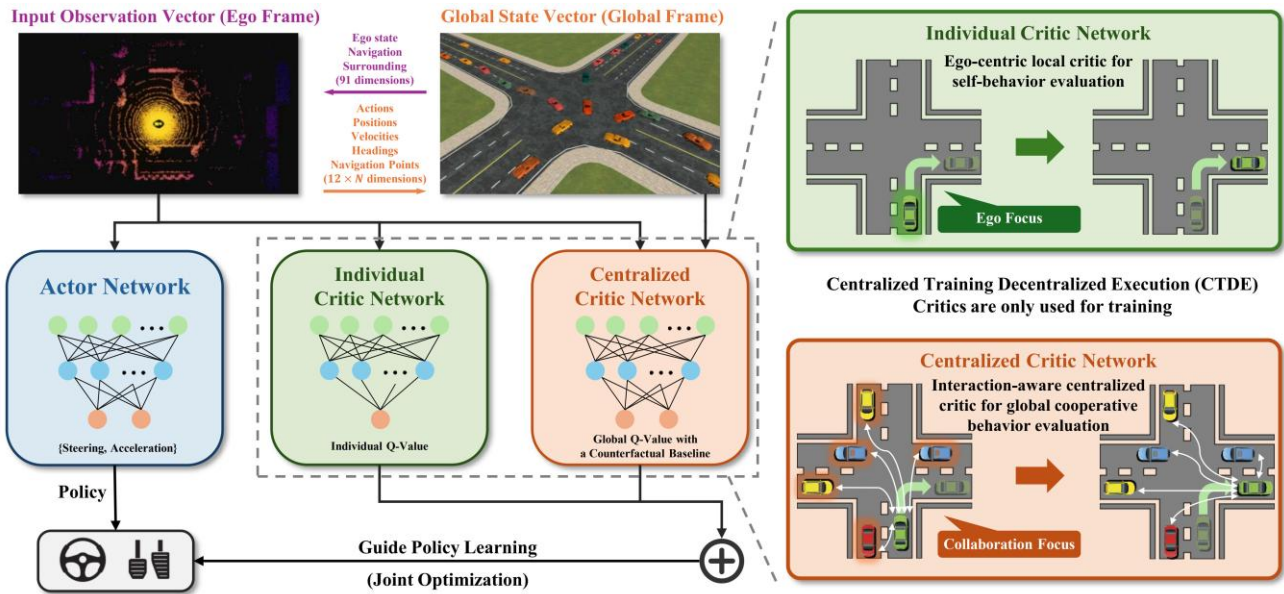 Input Observation Vector (Ego Frame)
Global State Vector (Global Frame)
Ego state
Navigation
Surrounding
(91 dimensions)
Actions
Positions
Velocities
Headings
Navigation Points
(12 × N dimensions)
Actor Network
{Steering, Acceleration}
Individual
Critic Network
Individual Q-Value
Centralized
Critic Network
Global Q-Value with
a Counterfactual Baseline
Policy
Guide Policy Learning
(Joint Optimization)
Individual Critic Network
Ego-centric local critic for
self-behavior evaluation
Ego Focus
Centralized Training Decentralized Execution (CTDE)
Critics are only used for training
Centralized Critic Network
Interaction-aware centralized
critic for global cooperative
behavior evaluation
Collaboration Focus